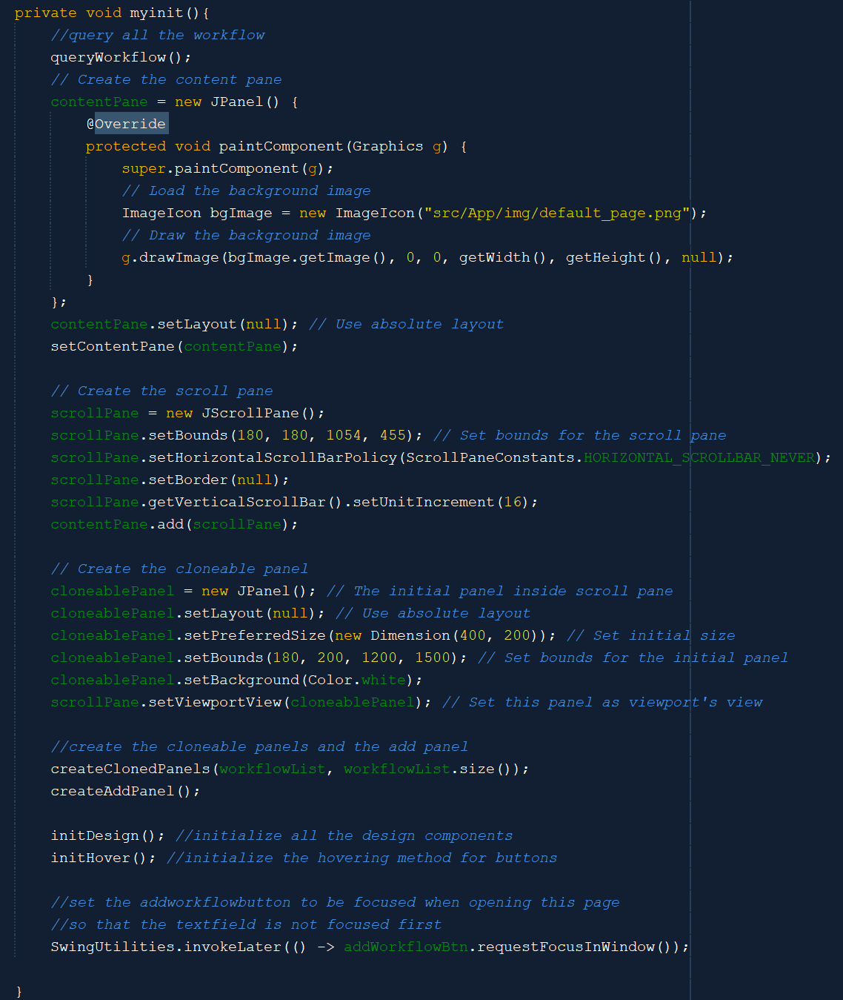 private void myinit(){
    //query all the workflow
    queryWorkflow();
    // Create the content pane
    contentPane = new JPanel() {
        @Override
        protected void paintComponent(Graphics g) {
            super.paintComponent(g);
            // Load the background image
            ImageIcon bgImage = new ImageIcon("src/App/img/default_page.png");
            // Draw the background image
            g.drawImage(bgImage.getImage(), 0, 0, getWidth(), getHeight(), null);
        }
    };
    contentPane.setLayout(null); // Use absolute layout
    setContentPane(contentPane);

    // Create the scroll pane
    scrollPane = new JScrollPane();
    scrollPane.setBounds(180, 180, 1054, 455); // Set bounds for the scroll pane
    scrollPane.setHorizontalScrollBarPolicy(ScrollPaneConstants.HORIZONTAL_SCROLLBAR_NEVER);
    scrollPane.setBorder(null);
    scrollPane.getVerticalScrollBar().setUnitIncrement(16);
    contentPane.add(scrollPane);

    // Create the cloneable panel
    cloneablePanel = new JPanel(); // The initial panel inside scroll pane
    cloneablePanel.setLayout(null); // Use absolute layout
    cloneablePanel.setPreferredSize(new Dimension(400, 200)); // Set initial size
    cloneablePanel.setBounds(180, 200, 1200, 1500); // Set bounds for the initial panel
    cloneablePanel.setBackground(Color.white);
    scrollPane.setViewportView(cloneablePanel); // Set this panel as viewport's view

    //create the cloneable panels and the add panel
    createClonedPanels(workflowList, workflowList.size());
    createAddPanel();

    initDesign(); //initialize all the design components
    initHover(); //initialize the hovering method for buttons

    //set the addworkflowbutton to be focused when opening this page
    //so that the textfield is not focused first
    SwingUtilities.invokeLater(() -> addWorkflowBtn.requestFocusInWindow());

}